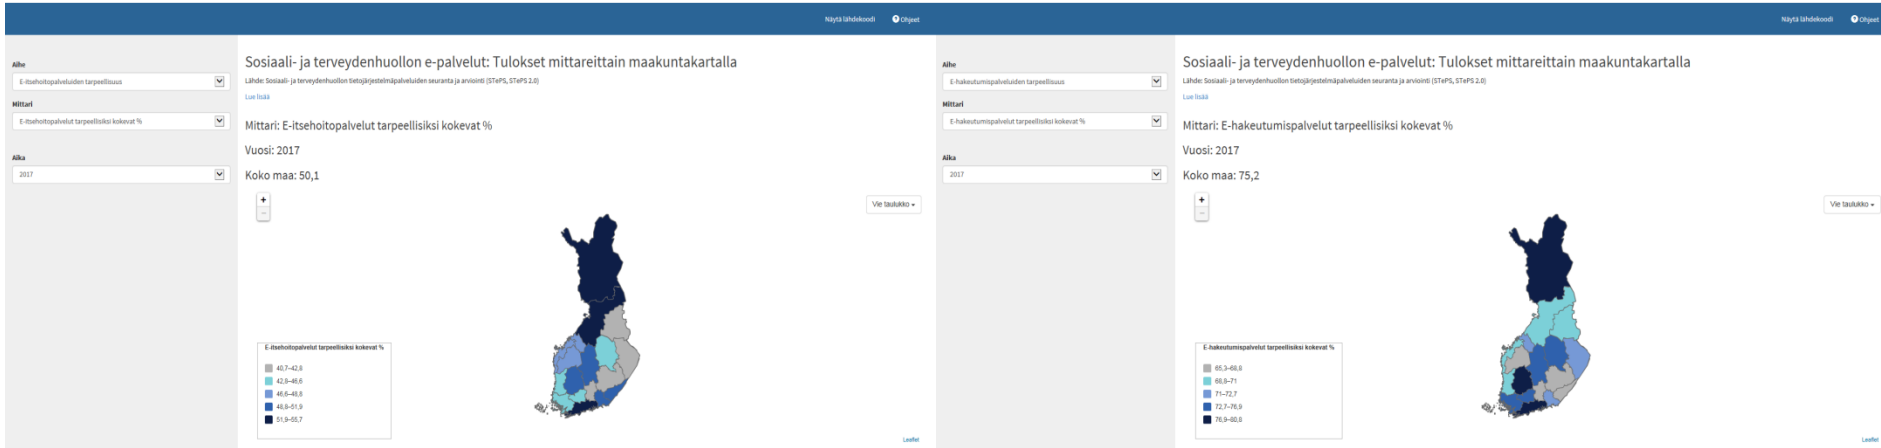 Näytä lähdekoodi
Ohjeet
Aihe
E-itsehoitopalveluiden tarpeellisuus
Mittari
E-itsehoitopalvelut tarpeellisiksi kokevat %
Aika
2017
Sosiaali- ja terveydenhuollon e-palvelut: Tulokset mittareittain maakuntakartalla
Lähde: Sosiaali- ja terveydenhuollon tietojärjestelmäpalveluiden seuranta ja arviointi (STePS, STePS 2.0)
Lue lisää
Mittari: E-itsehoitopalvelut tarpeellisiksi kokevat %
Vuosi: 2017
Koko maa: 50,1
+
−
Vie taulukko
E-itsehoitopalvelut tarpeellisiksi kokevat %
40,7–42,8
42,8–46,6
46,6–48,8
48,8–51,9
51,9–55,7
Leaflet
Näytä lähdekoodi
Ohjeet
Aihe
E-hakeutumispalveluiden tarpeellisuus
Mittari
E-hakeutumispalvelut tarpeellisiksi kokevat %
Aika
2017
Sosiaali- ja terveydenhuollon e-palvelut: Tulokset mittareittain maakuntakartalla
Lähde: Sosiaali- ja terveydenhuollon tietojärjestelmäpalveluiden seuranta ja arviointi (STePS, STePS 2.0)
Lue lisää
Mittari: E-hakeutumispalvelut tarpeellisiksi kokevat %
Vuosi: 2017
Koko maa: 75,2
+
−
Vie taulukko
E-hakeutumispalvelut tarpeellisiksi kokevat %
65,3–68,8
68,8–71
71–72,7
72,7–76,9
76,9–80,8
Leaflet